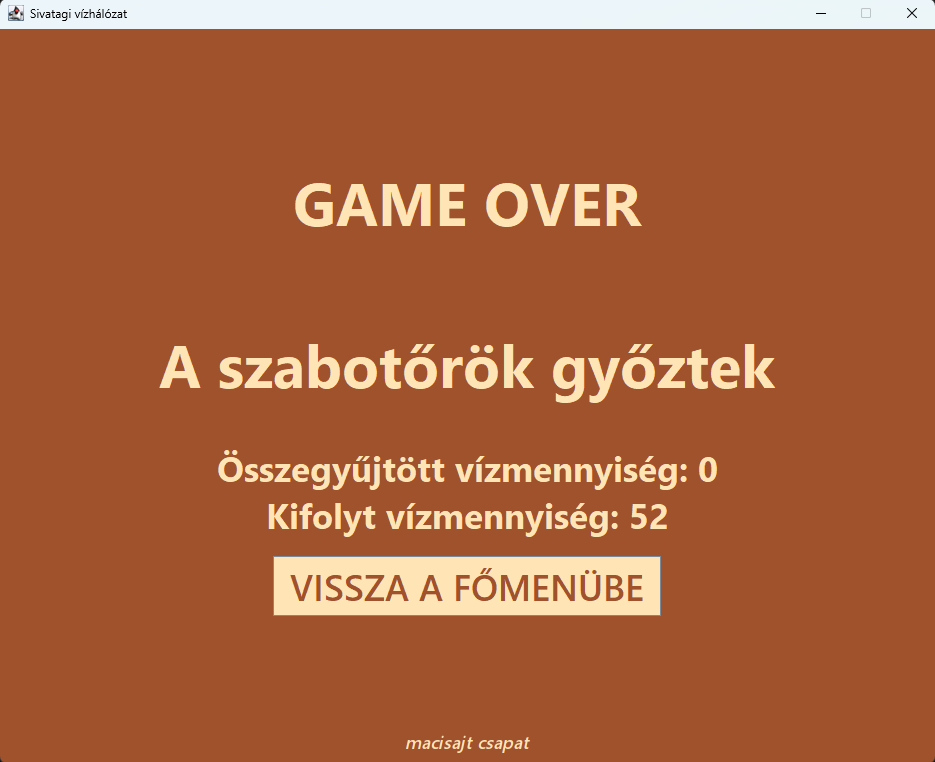 Sivatagi vízhálózat
GAME OVER
A szabotőrök győztek
Összegyűjtött vízmennyiség: 0
Kifolyt vízmennyiség: 52
VISSZA A FŐMENÜBE
macisajt csapat